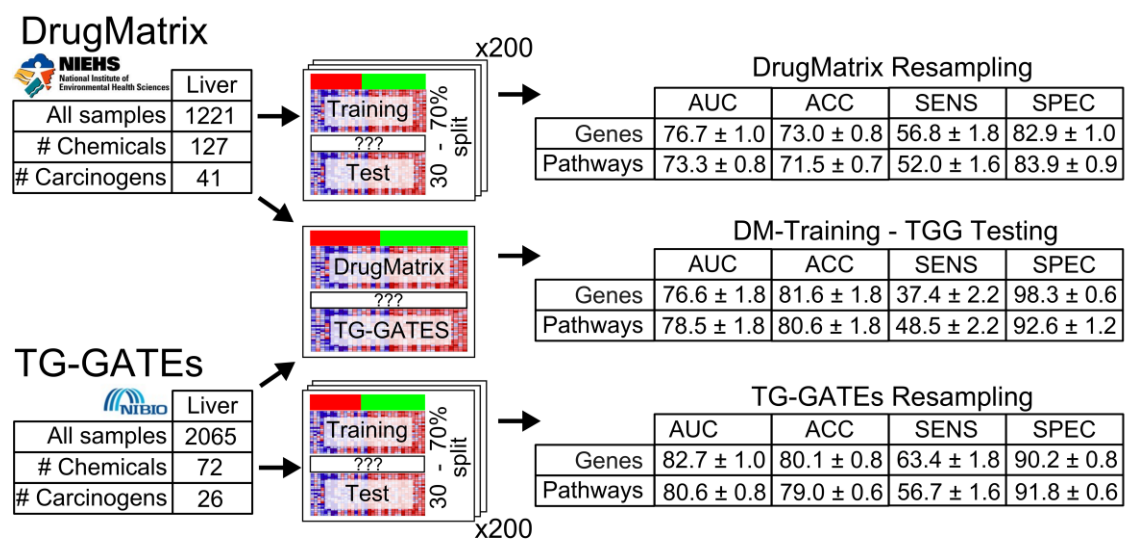 DrugMatrix
NIEHS
National Institute of
Environmental Health Sciences
Liver
All samples 1221
# Chemicals 127
# Carcinogens 41
x200
Training
???
Test
30 - 70%
split
DrugMatrix Resampling
AUC ACC SENS SPEC
Genes 76.7 ± 1.0 73.0 ± 0.8 56.8 ± 1.8 82.9 ± 1.0
Pathways 73.3 ± 0.8 71.5 ± 0.7 52.0 ± 1.6 83.9 ± 0.9
DrugMatrix
???
TG-GATES
DM-Training - TGG Testing
AUC ACC SENS SPEC
Genes 76.6 ± 1.8 81.6 ± 1.8 37.4 ± 2.2 98.3 ± 0.6
Pathways 78.5 ± 1.8 80.6 ± 1.8 48.5 ± 2.2 92.6 ± 1.2
TG-GATEs
NIBIO
Liver
All samples 2065
# Chemicals 72
# Carcinogens 26
Training
???
Test
30 - 70%
split
x200
TG-GATEs Resampling
AUC ACC SENS SPEC
Genes 82.7 ± 1.0 80.1 ± 0.8 63.4 ± 1.8 90.2 ± 0.8
Pathways 80.6 ± 0.8 79.0 ± 0.6 56.7 ± 1.6 91.8 ± 0.6